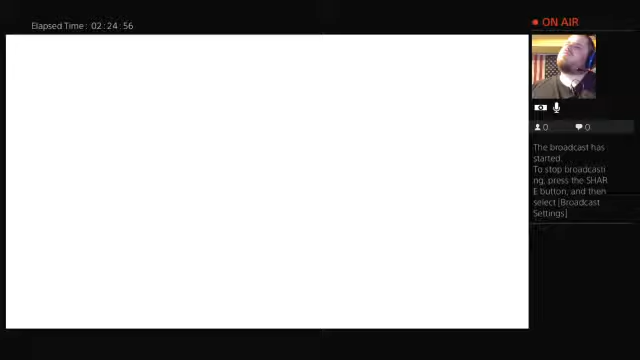 Elapsed Time : 02:24:56
ON AIR
0
0
The broadcast has
started.
To stop broadcasti
ng, press the SHAR
E button, and then
select [Broadcast
Settings]